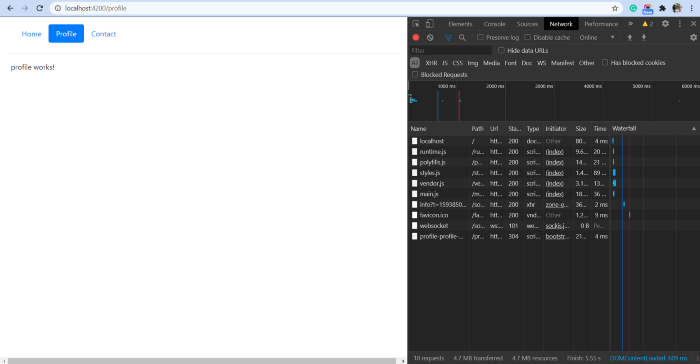 localhost:4200/profile
Home Profile Contact
profile works!
Elements Console Sources Network Performance » 2
Preserve log Disable cache Online
Filter Hide data URLs
All XHR JS CSS Img Media Font Doc WS Manifest Other Has blocked cookies
Blocked Requests
1000 ms 2000 ms 3000 ms 4000 ms 5000 ms 6000 ms
Name Path Url Sta... Type Initiator Size Time Waterfall
localhost / htt... 200 doc... Other 80... 4 ms
runtime.js /ru... htt... 200 scri... (index) 9.6... 20 ...
polyfills.js /p... htt... 200 scri... (index) 14... 21 ...
styles.js /st... htt... 200 scri... (index) 1.4... 89 ...
vendor.js /ve... htt... 200 scri... (index) 3.1... 13...
main.js /m... htt... 200 scri... (index) 18... 36 ...
info?t=1593850... /so... htt... 200 xhr zone-e... 36... 2 ms
favicon.ico /fa... htt... 200 vnd... Other 1.2... 9 ms
websocket /so... ws:... 101 we... sockjs.j... 0 B Pe...
profile-profile-... /pr... htt... 304 scri... bootstr... 21... 4 ms
10 requests 4.7 MB transferred 4.7 MB resources Finish: 5.55 s DOMContentLoaded: 609 ms